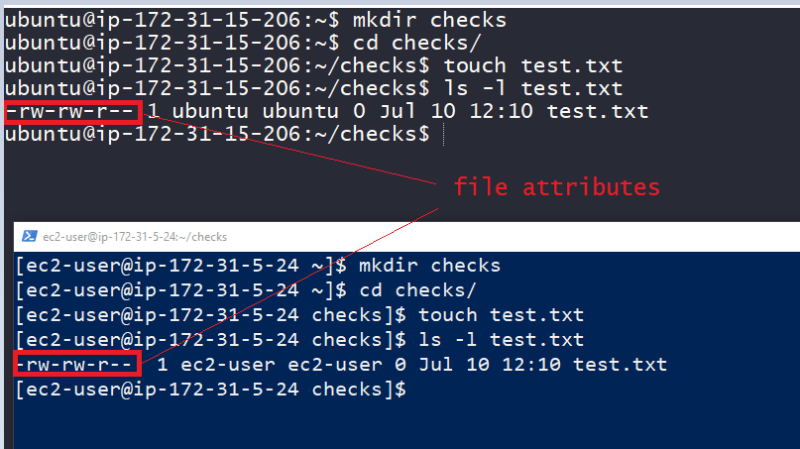 ubuntu@ip-172-31-15-206:~$ mkdir checks
ubuntu@ip-172-31-15-206:~$ cd checks/
ubuntu@ip-172-31-15-206:~/checks$ touch test.txt
ubuntu@ip-172-31-15-206:~/checks$ ls -l test.txt
-rw-rw-r-- 1 ubuntu ubuntu 0 Jul 10 12:10 test.txt
ubuntu@ip-172-31-15-206:~/checks$
file attributes
ec2-user@ip-172-31-5-24:~/checks
[ec2-user@ip-172-31-5-24 ~]$ mkdir checks
[ec2-user@ip-172-31-5-24 ~]$ cd checks/
[ec2-user@ip-172-31-5-24 checks]$ touch test.txt
[ec2-user@ip-172-31-5-24 checks]$ ls -l test.txt
-rw-rw-r-- 1 ec2-user ec2-user 0 Jul 10 12:10 test.txt
[ec2-user@ip-172-31-5-24 checks]$